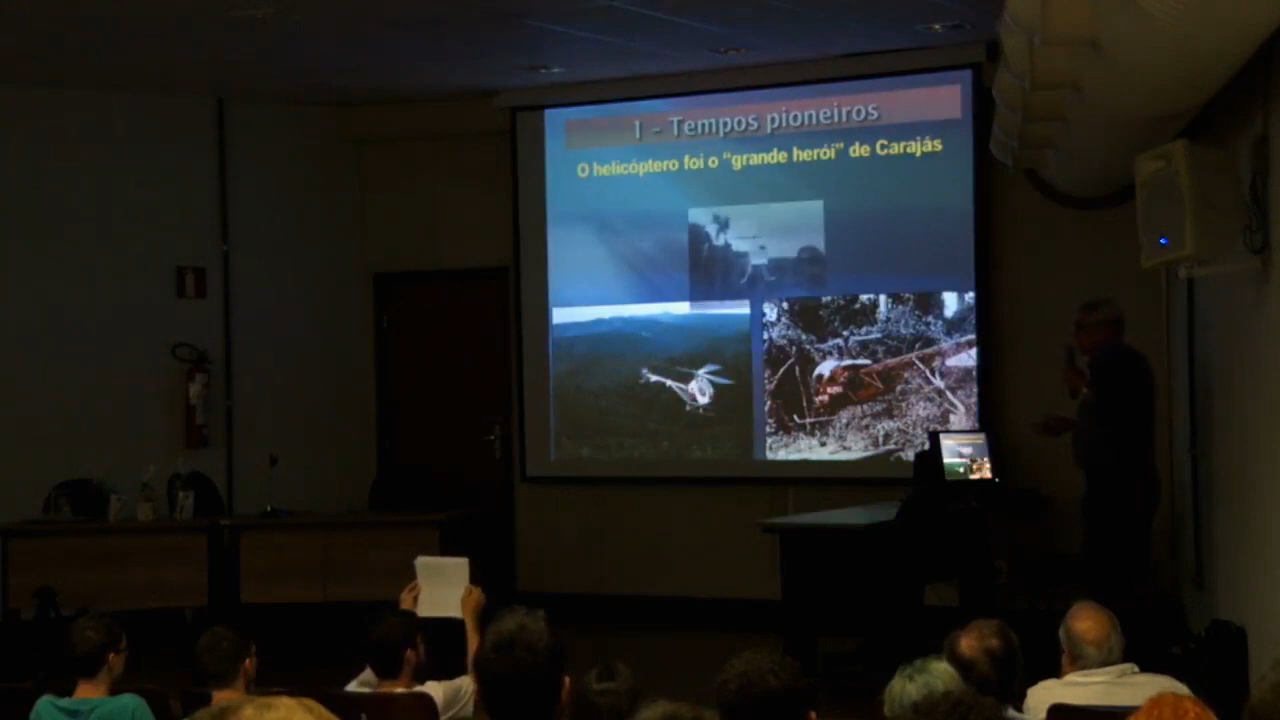 1 - Tempos pioneiros
O helicóptero foi o “grande herói” de Carajás